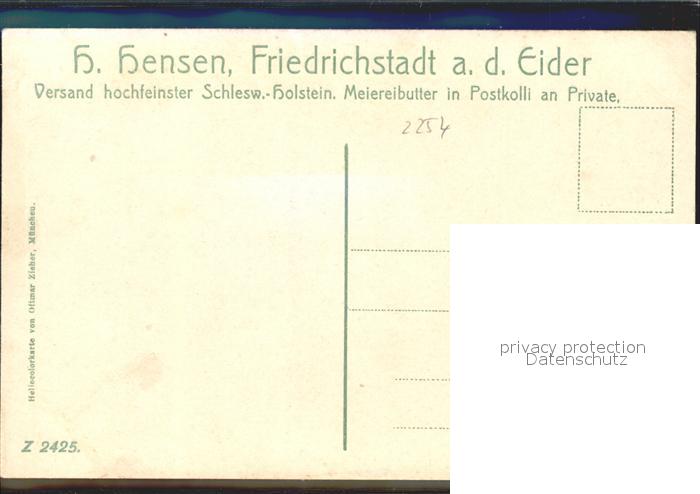 H. Hensen, Friedrichstadt a. d. Eider
Versand hochfeinster Schlesw.-Holstein. Meiereibutter in Postkolli an Private,
2254
Heliocolorkarte von Ottmar Zieher, München.
privacy protection
Datenschutz
Z 2425.